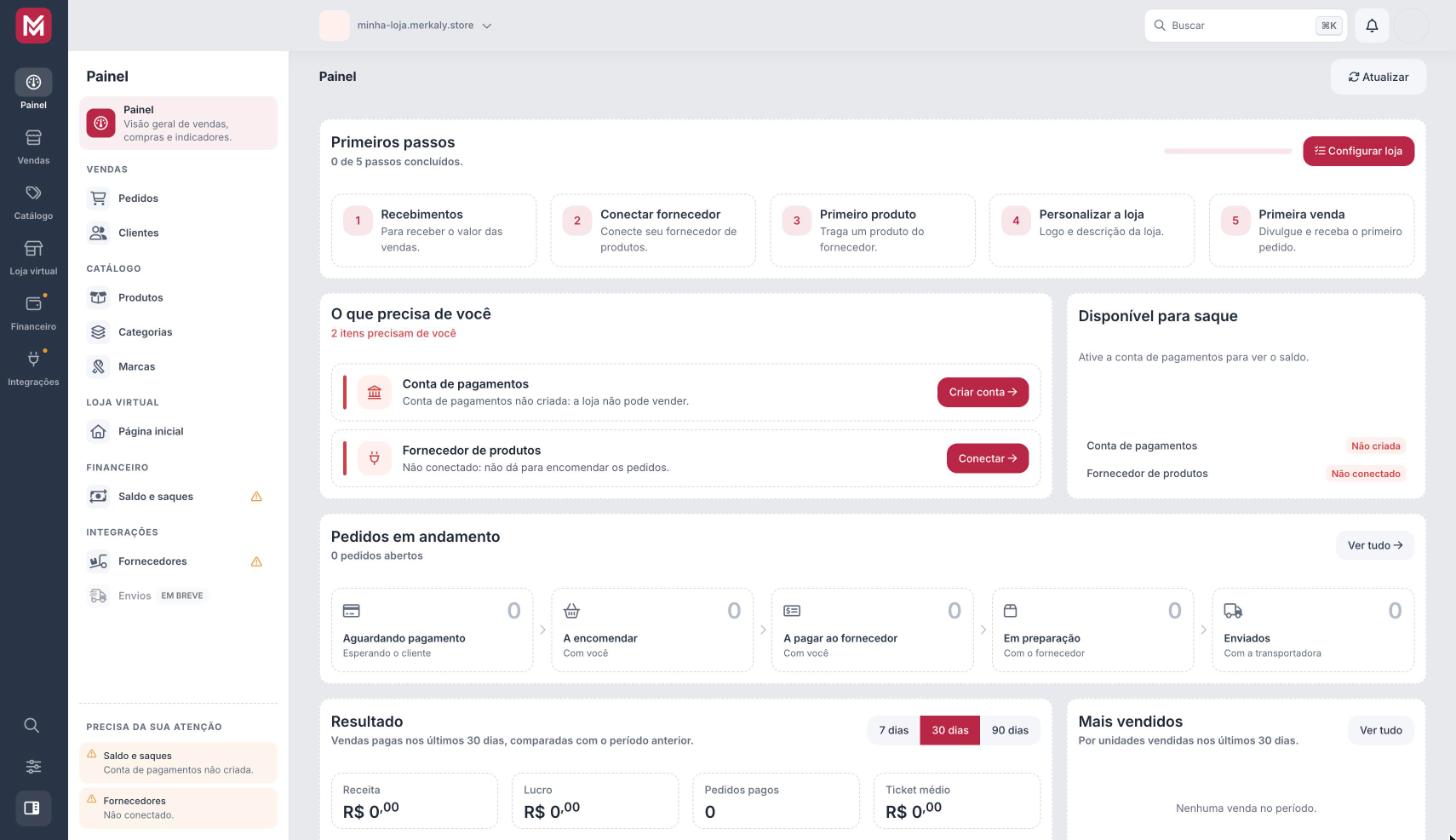 minha-loja.merkaly.store
Buscar
⌘K
Painel
Vendas
Catálogo
Loja virtual
Financeiro
Integrações
Painel
Painel
Visão geral de vendas,
compras e indicadores.
VENDAS
Pedidos
Clientes
CATÁLOGO
Produtos
Categorias
Marcas
LOJA VIRTUAL
Página inicial
FINANCEIRO
Saldo e saques
INTEGRAÇÕES
Fornecedores
Envios EM BREVE
PRECISA DA SUA ATENÇÃO
Saldo e saques
Conta de pagamentos não criada.
Fornecedores
Não conectado.
Painel
Atualizar
Primeiros passos
0 de 5 passos concluídos.
Configurar loja
1
Recebimentos
Para receber o valor das
vendas.
2
Conectar fornecedor
Conecte seu fornecedor de
produtos.
3
Primeiro produto
Traga um produto do
fornecedor.
4
Personalizar a loja
Logo e descrição da loja.
5
Primeira venda
Divulgue e receba o primeiro
pedido.
O que precisa de você
2 itens precisam de você
Conta de pagamentos
Conta de pagamentos não criada: a loja não pode vender.
Criar conta →
Fornecedor de produtos
Não conectado: não dá para encomendar os pedidos.
Conectar →
Disponível para saque
Ative a conta de pagamentos para ver o saldo.
Conta de pagamentos Não criada
Fornecedor de produtos Não conectado
Pedidos em andamento
0 pedidos abertos
Ver tudo →
0
Aguardando pagamento
Esperando o cliente
0
A encomendar
Com você
0
A pagar ao fornecedor
Com você
0
Em preparação
Com o fornecedor
0
Enviados
Com a transportadora
Resultado
Vendas pagas nos últimos 30 dias, comparadas com o período anterior.
7 dias 30 dias 90 dias
Receita
R$ 0,00
Lucro
R$ 0,00
Pedidos pagos
0
Ticket médio
R$ 0,00
Mais vendidos
Por unidades vendidas nos últimos 30 dias.
Ver tudo
Nenhuma venda no período.